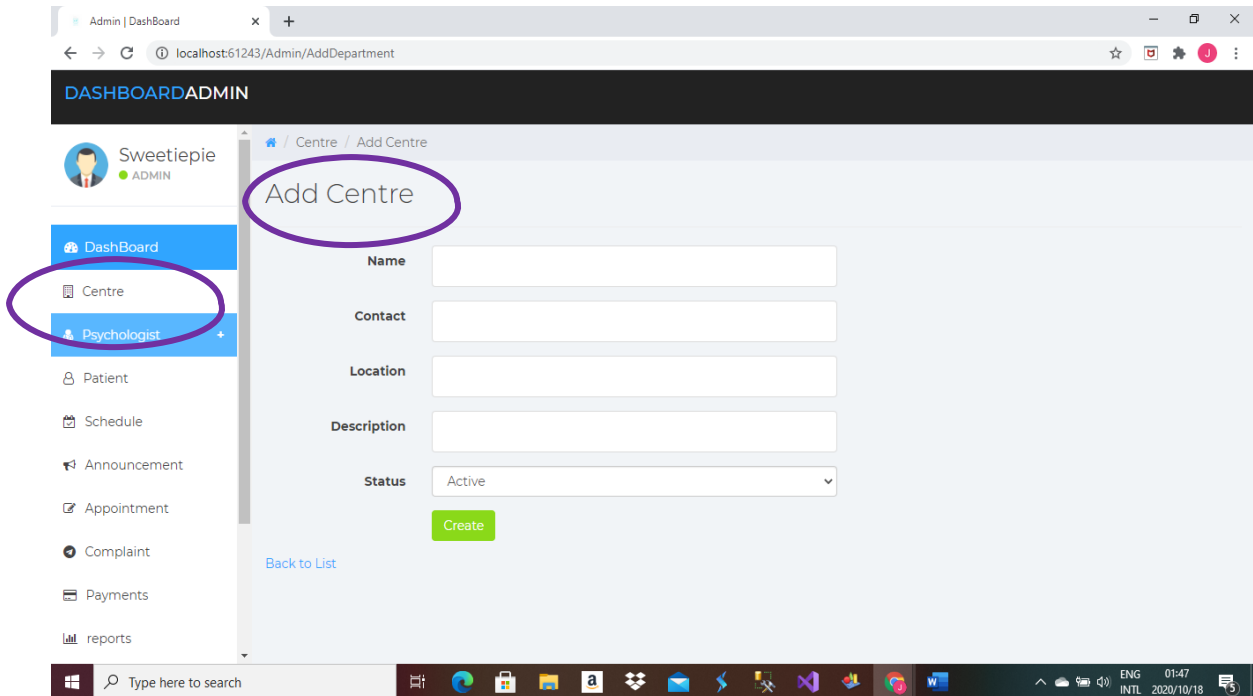 Admin | DashBoard
localhost:61243/Admin/AddDepartment
J
DASHBOARDADMIN
Sweetiepie
ADMIN
/ Centre / Add Centre
Add Centre
DashBoard
Centre
Psychologist +
Patient
Schedule
Announcement
Appointment
Complaint
Payments
reports
Name
Contact
Location
Description
Status Active
Create
Back to List
Type here to search
a
J
W
ENG
INTL
01:47
2020/10/18
5